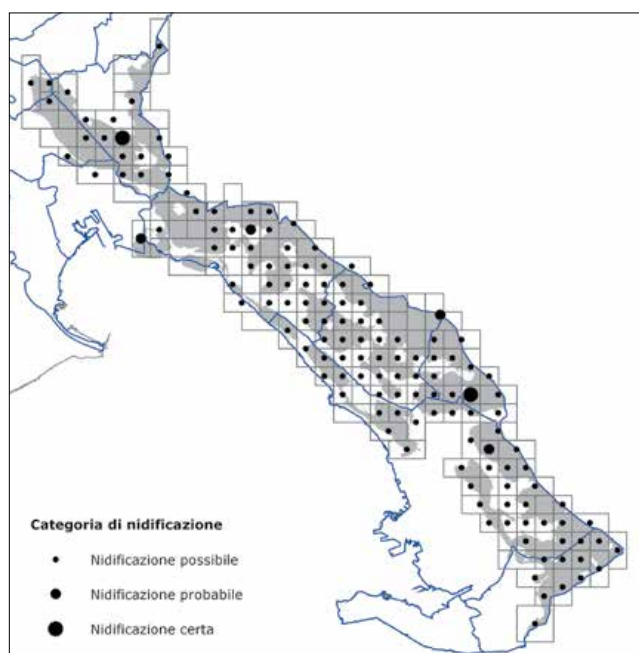 Categoria di nidificazione
Nidificazione possibile
Nidificazione probabile
Nidificazione certa